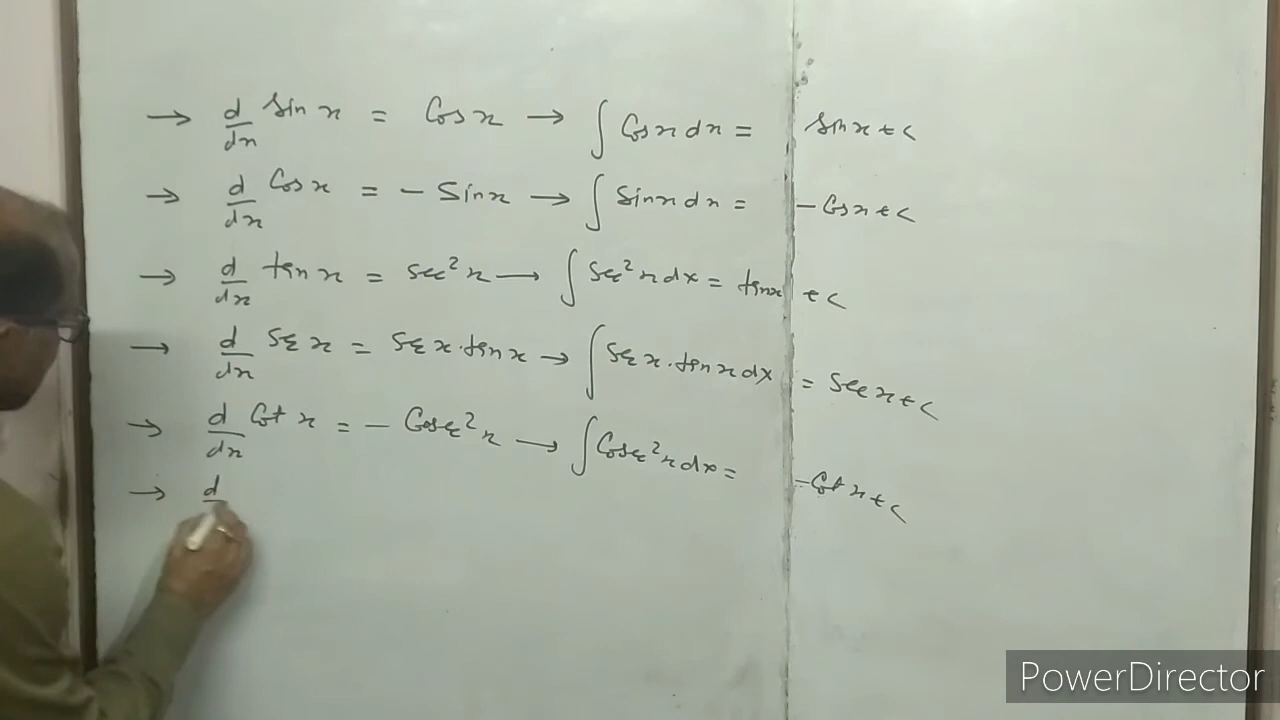 → d/dx sin x = Cos x → ∫ Cos x dx = sin x + c
→ d/dx Cos x = - Sin x → ∫ Sin x dx = - Cos x + c
→ d/dx tan x = sec² x → ∫ sec² x dx = tan x + c
→ d/dx sec x = sec x · tan x → ∫ sec x · tan x dx = sec x + c
→ d/dx Cot x = - Cosec² x → ∫ Cosec² x dx = - Cot x + c
→ d
PowerDirector